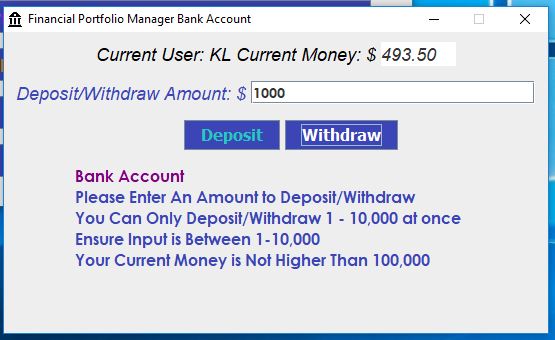 Financial Portfolio Manager Bank Account
Current User: KL Current Money: $ 493.50
Deposit/Withdraw Amount: $ 1000
Deposit Withdraw
Bank Account
Please Enter An Amount to Deposit/Withdraw
You Can Only Deposit/Withdraw 1 - 10,000 at once
Ensure Input is Between 1-10,000
Your Current Money is Not Higher Than 100,000